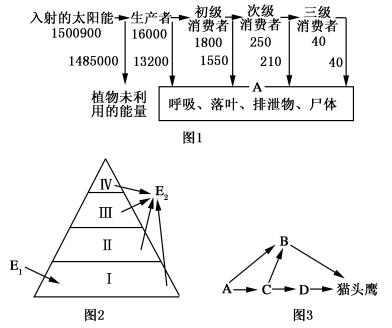 入射的太阳能 生产者 初级消费者 次级消费者 三级消费者
1500900 16000 1800 250 40
1485000 13200 1550 210 40
植物未利用的能量
A
呼吸、落叶、排泄物、尸体
图1
Ⅳ E₂
Ⅲ
Ⅱ
E₁ Ⅰ
图2
B
A C D 猫头鹰
图3